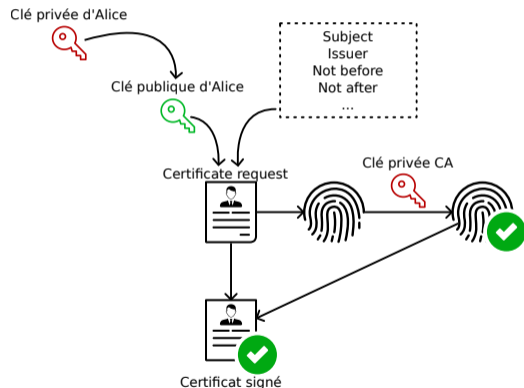 Clé privée d'Alice
Subject
Issuer
Not before
Not after
...
Clé publique d'Alice
Certificate request
Clé privée CA
Certificat signé